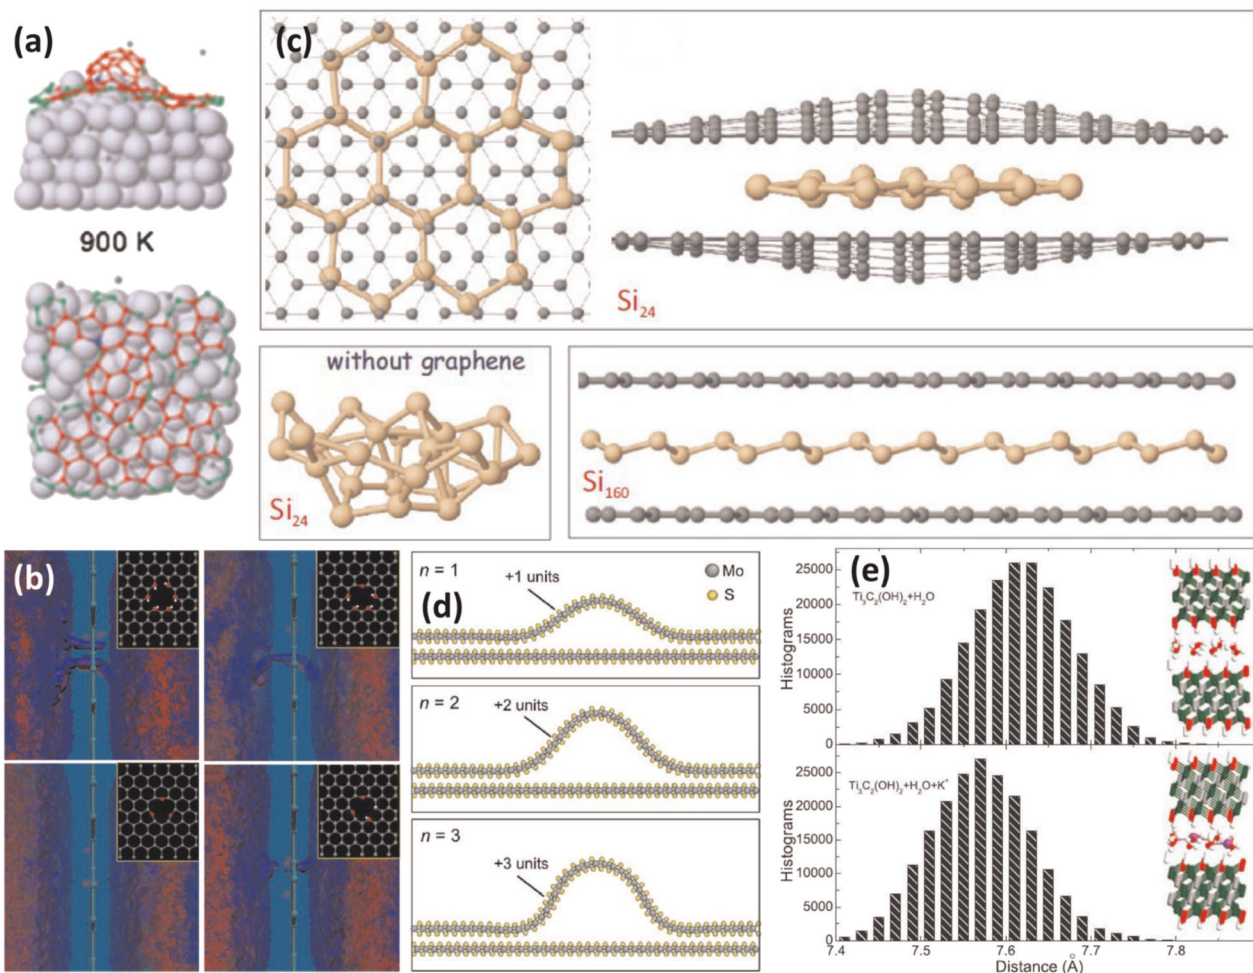 (a)
900 K
(c)
Si24
without graphene
Si24
Si160
(b)
(d)
n = 1
+1 units
Mo
S
n = 2
+2 units
n = 3
+3 units
(e)
Ti3C2(OH)2+H2O
Histograms
25000
20000
15000
10000
5000
0
Ti3C2(OH)2+H2O+K+
Histograms
25000
20000
15000
10000
5000
0
7.4
7.5
7.6
7.7
7.8
Distance (Å)